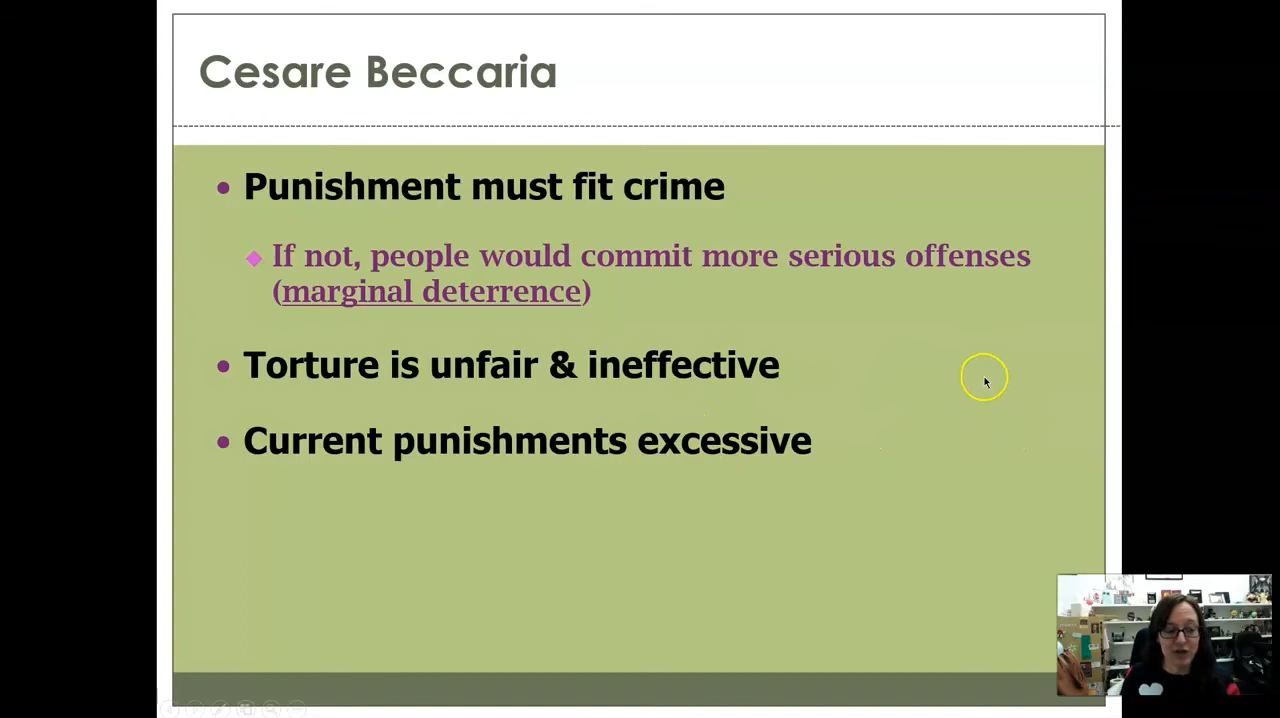 Cesare Beccaria
• Punishment must fit crime
◆ If not, people would commit more serious offenses
(marginal deterrence)
• Torture is unfair & ineffective
• Current punishments excessive